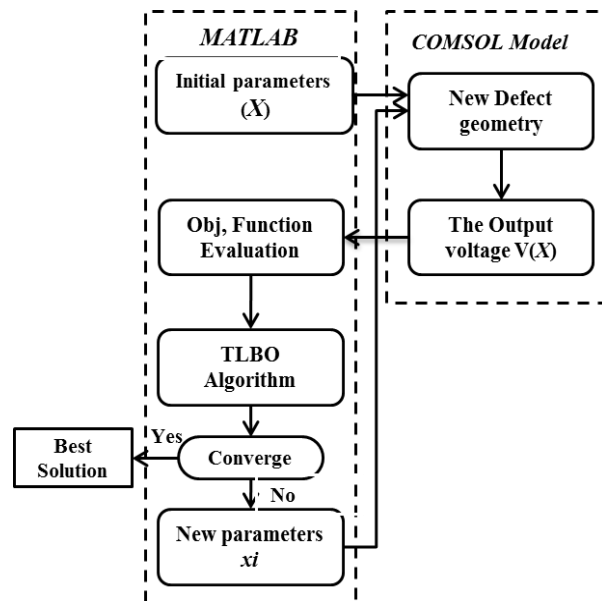 MATLAB
Initial parameters
(X)
COMSOL Model
New Defect
geometry
The Output
voltage V(X)
Obj, Function
Evaluation
TLBO
Algorithm
Converge
Yes
Best
Solution
No
New parameters
xi